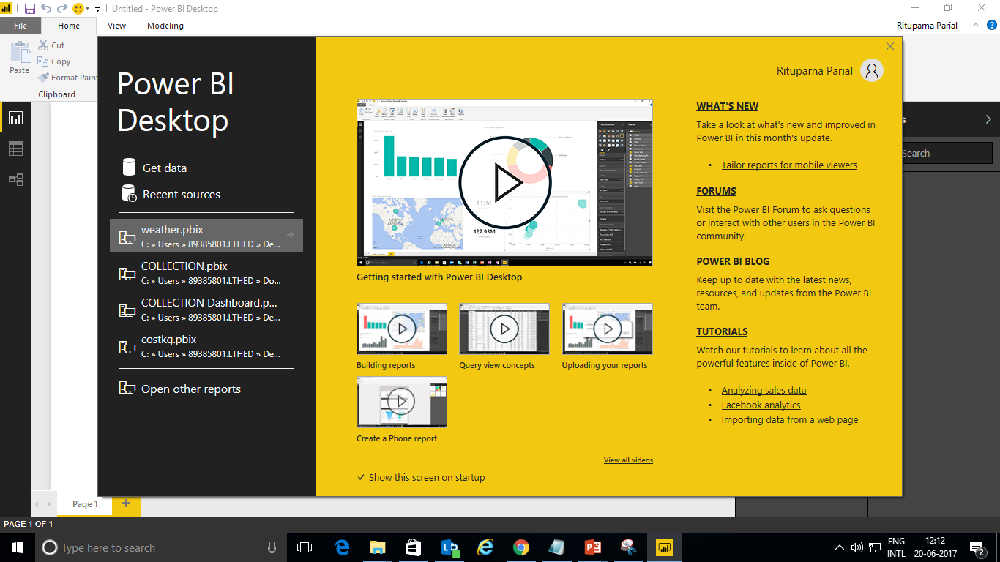 Untitled - Power BI Desktop
File
Home
View
Modeling
Rituparna Parial
Paste
Cut
Copy
Format Paint
Clipboard
Power BI
Desktop
Get data
Recent sources
weather.pbix
C: » Users » 89385801.LTHED » De...
COLLECTION.pbix
C: » Users » 89385801.LTHED » Do...
COLLECTION Dashboard.p...
C: » Users » 89385801.LTHED » De...
costkg.pbix
C: » Users » 89385801.LTHED » De...
Open other reports
1.13M
127.93M
Getting started with Power BI Desktop
Building reports
Query view concepts
Uploading your reports
Create a Phone report
View all videos
Show this screen on startup
Rituparna Parial
WHAT'S NEW
Take a look at what's new and improved in
Power BI in this month's update.
• Tailor reports for mobile viewers
FORUMS
Visit the Power BI Forum to ask questions
or interact with other users in the Power BI
community.
POWER BI BLOG
Keep up to date with the latest news,
resources, and updates from the Power BI
team.
TUTORIALS
Watch our tutorials to learn about all the
powerful features inside of Power BI.
• Analyzing sales data
• Facebook analytics
• Importing data from a web page
s
Search
Page 1
PAGE 1 OF 1
Type here to search
ENG
INTL
12:12
20-06-2017
2